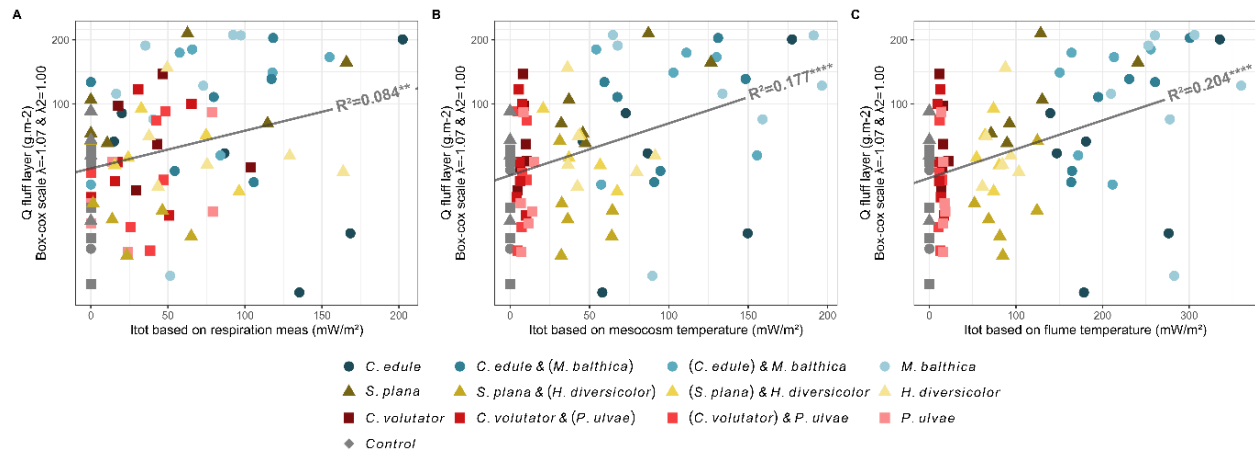 A
B
C
Q fluff layer (g.m-2)
Box-cox scale λ=-1.07 & λ2=1.00
200
100
R²=0.084**
0
50
100
150
200
Itot based on respiration meas (mW/m²)
Q fluff layer (g.m-2)
Box-cox scale λ=-1.07 & λ2=1.00
200
100
R²=0.177****
0
50
100
150
200
Itot based on mesocosm temperature (mW/m²)
Q fluff layer (g.m-2)
Box-cox scale λ=-1.07 & λ2=1.00
200
100
R²=0.204****
0
100
200
300
Itot based on flume temperature (mW/m²)
C. edule
C. edule & (M. balthica)
(C. edule) & M. balthica
M. balthica
S. plana
S. plana & (H. diversicolor)
(S. plana) & H. diversicolor
H. diversicolor
C. volutator
C. volutator & (P. ulvae)
(C. volutator) & P. ulvae
P. ulvae
Control